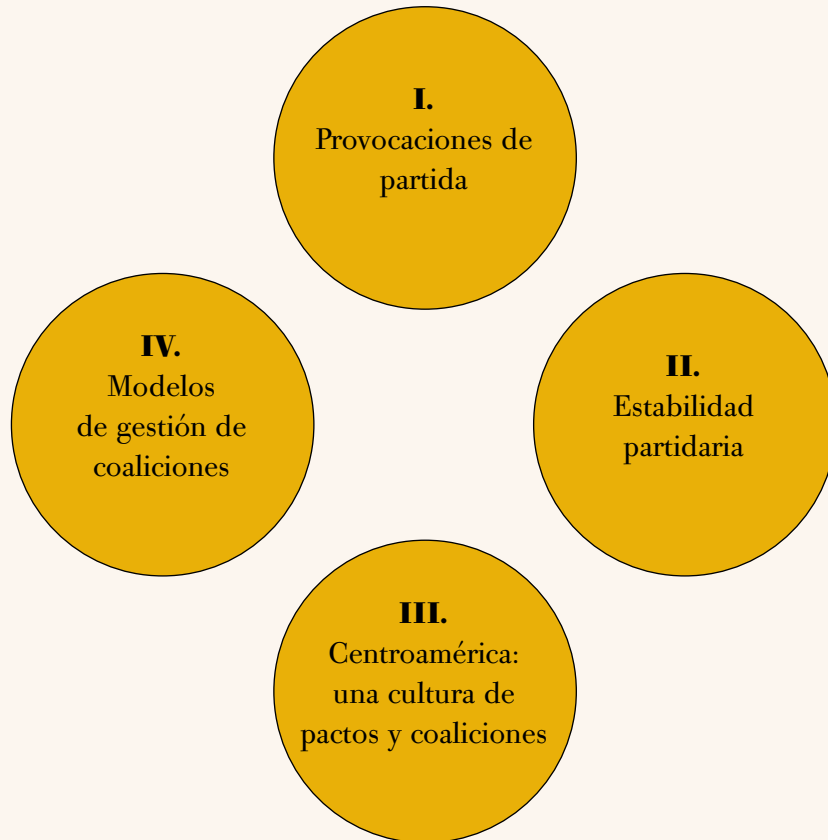 I.
Provocaciones de
partida
II.
Estabilidad
partidaria
III.
Centroamérica:
una cultura de
pactos y coaliciones
IV.
Modelos
de gestión de
coaliciones